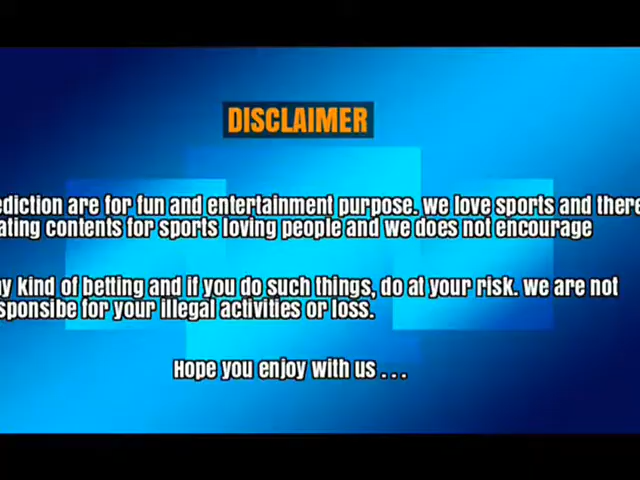 DISCLAIMER
ediction are for fun and entertainment purpose. we love sports and there
ating contents for sports loving people and we does not encourage
y kind of betting and if you do such things, do at your risk. we are not
sponsibe for your illegal activities or loss.
Hope you enjoy with us . . .